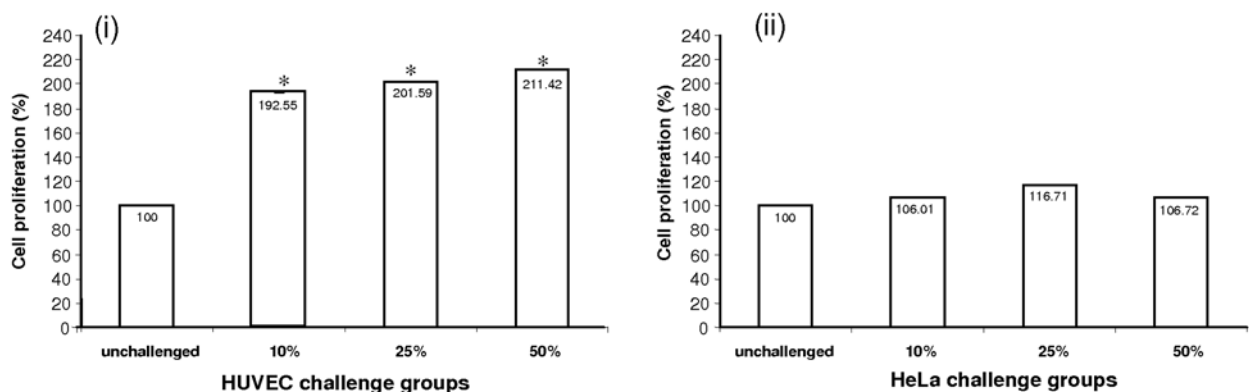 (i)
Cell proliferation (%)
240
220
200
180
160
140
120
100
80
60
40
20
0
* * *
100 192.55 201.59 211.42
unchallenged 10% 25% 50%
HUVEC challenge groups
(ii)
Cell proliferation (%)
240
220
200
180
160
140
120
100
80
60
40
20
0
100 106.01 116.71 106.72
unchallenged 10% 25% 50%
HeLa challenge groups